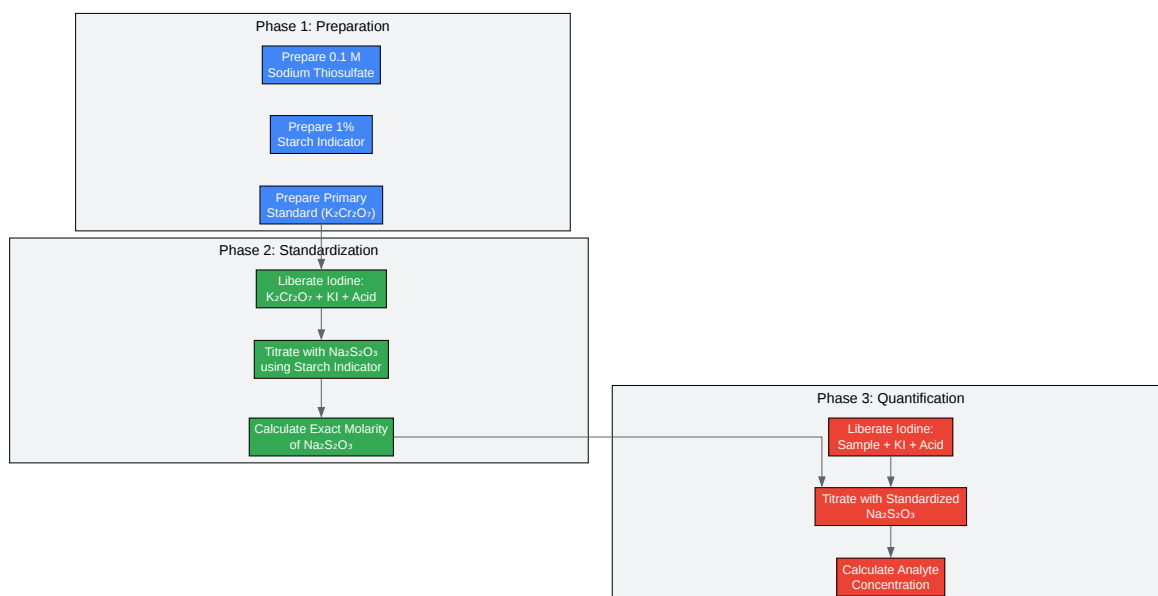 Phase 1: Preparation
Prepare 0.1 M
Sodium Thiosulfate
Prepare 1%
Starch Indicator
Prepare Primary
Standard (K₂Cr₂O₇)
Phase 2: Standardization
Liberate Iodine:
K₂Cr₂O₇ + KI + Acid
Titrate with Na₂S₂O₃
using Starch Indicator
Calculate Exact Molarity
of Na₂S₂O₃
Phase 3: Quantification
Liberate Iodine:
Sample + KI + Acid
Titrate with Standardized
Na₂S₂O₃
Calculate Analyte
Concentration